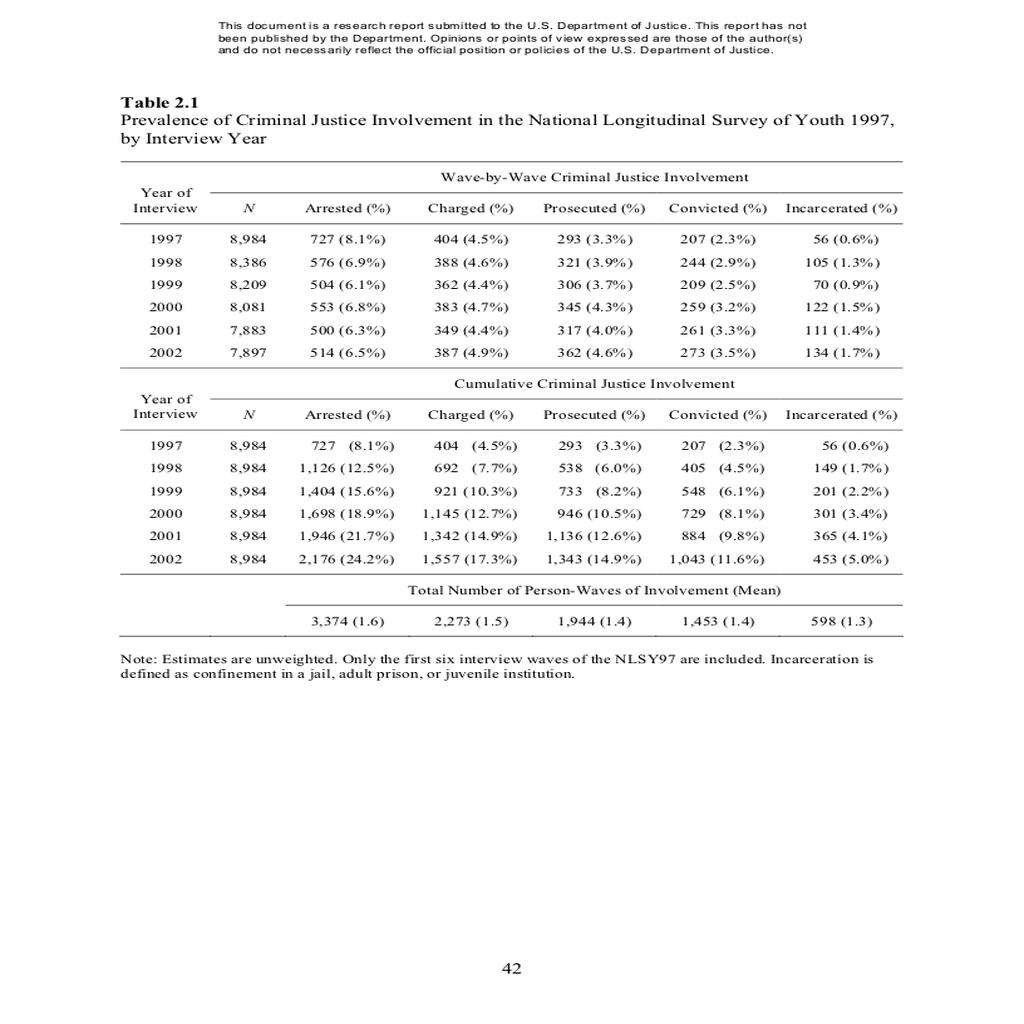 This document is a research report submitted to the U.S. Department of Justice. This report has not
been published by the Department. Opinions or points of view expressed are those of the author(s)
and do not necessarily reflect the official position or policies of the U.S. Department of Justice.
Table 2.1
Prevalence of Criminal Justice Involvement in the National Longitudinal Survey of Youth 1997,
by Interview Year
Wave-by-Wave Criminal Justice Involvement
Year of
Interview N Arrested (%) Charged (%) Prosecuted (%) Convicted (%) Incarcerated (%)
1997 8,984 727 (8.1%) 404 (4.5%) 293 (3.3%) 207 (2.3%) 56 (0.6%)
1998 8,386 576 (6.9%) 388 (4.6%) 321 (3.9%) 244 (2.9%) 105 (1.3%)
1999 8,209 504 (6.1%) 362 (4.4%) 306 (3.7%) 209 (2.5%) 70 (0.9%)
2000 8,081 553 (6.8%) 383 (4.7%) 345 (4.3%) 259 (3.2%) 122 (1.5%)
2001 7,883 500 (6.3%) 349 (4.4%) 317 (4.0%) 261 (3.3%) 111 (1.4%)
2002 7,897 514 (6.5%) 387 (4.9%) 362 (4.6%) 273 (3.5%) 134 (1.7%)
Cumulative Criminal Justice Involvement
Year of
Interview N Arrested (%) Charged (%) Prosecuted (%) Convicted (%) Incarcerated (%)
1997 8,984 727 (8.1%) 404 (4.5%) 293 (3.3%) 207 (2.3%) 56 (0.6%)
1998 8,984 1,126 (12.5%) 692 (7.7%) 538 (6.0%) 405 (4.5%) 149 (1.7%)
1999 8,984 1,404 (15.6%) 921 (10.3%) 733 (8.2%) 548 (6.1%) 201 (2.2%)
2000 8,984 1,698 (18.9%) 1,145 (12.7%) 946 (10.5%) 729 (8.1%) 301 (3.4%)
2001 8,984 1,946 (21.7%) 1,342 (14.9%) 1,136 (12.6%) 884 (9.8%) 365 (4.1%)
2002 8,984 2,176 (24.2%) 1,557 (17.3%) 1,343 (14.9%) 1,043 (11.6%) 453 (5.0%)
Total Number of Person-Waves of Involvement (Mean)
3,374 (1.6) 2,273 (1.5) 1,944 (1.4) 1,453 (1.4) 598 (1.3)
Note: Estimates are unweighted. Only the first six interview waves of the NLSY97 are included. Incarceration is
defined as confinement in a jail, adult prison, or juvenile institution.
42